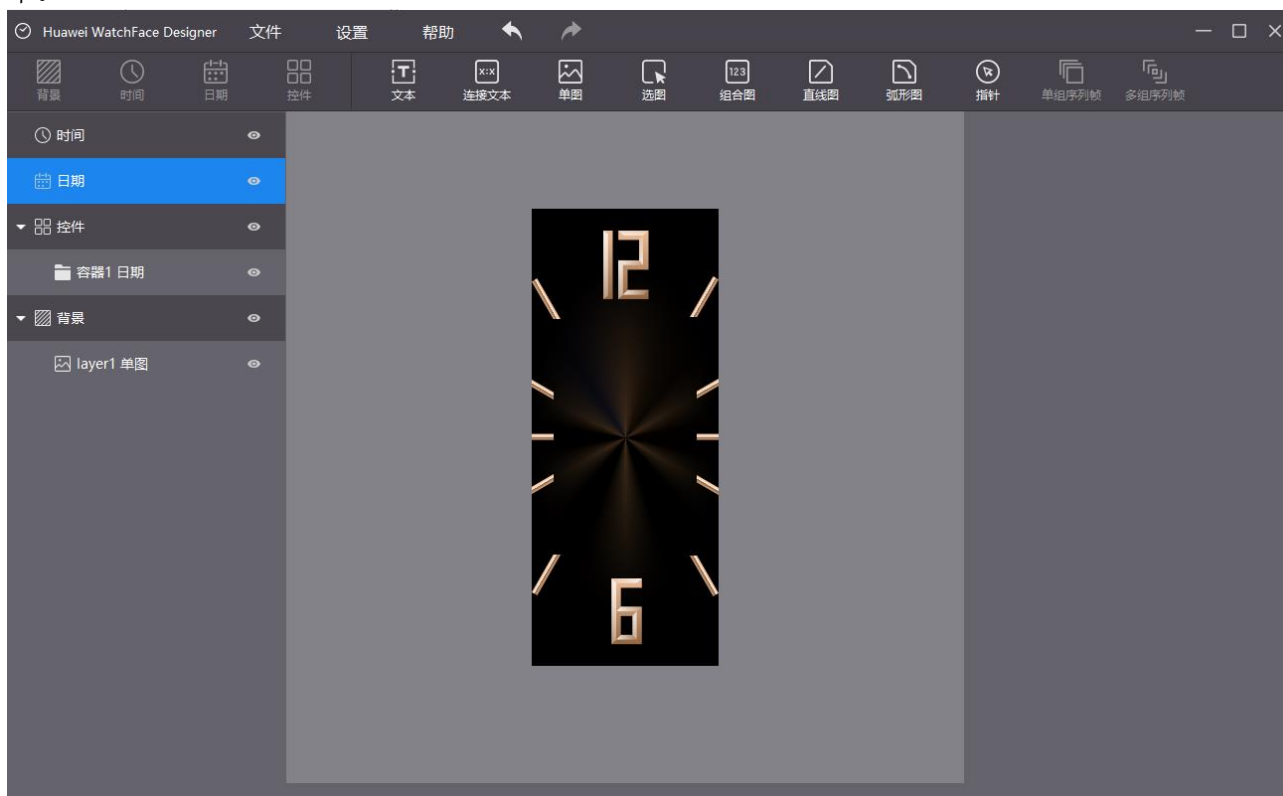 Huawei WatchFace Designer 文件 设置 帮助
背景 时间 日期 控件 文本 连接文本 单图 选图 组合图 直线图 弧形图 指针 单组序列帧 多组序列帧
时间
日期
控件
容器1 日期
背景
layer1 单图
12
6